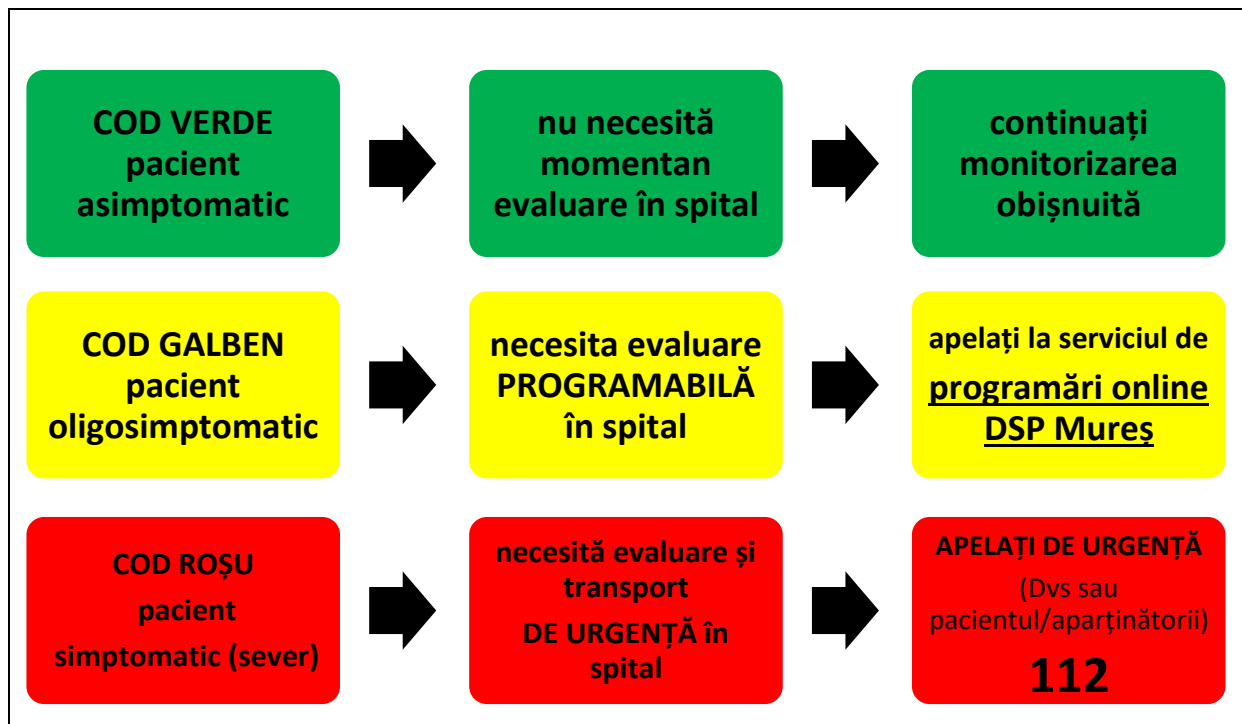 COD VERDE
pacient
asimptomatic
nu necesită
momentan
evaluare în spital
continuați
monitorizarea
obișnuită
COD GALBEN
pacient
oligosimptomatic
necesita evaluare
PROGRAMABILĂ
în spital
apelați la serviciul de
programări online
DSP Mureș
COD ROȘU
pacient
simptomatic (sever)
necesită evaluare și
transport
DE URGENȚĂ în
spital
APELAȚI DE URGENȚĂ
(Dvs sau
pacientul/aparținătorii)
112